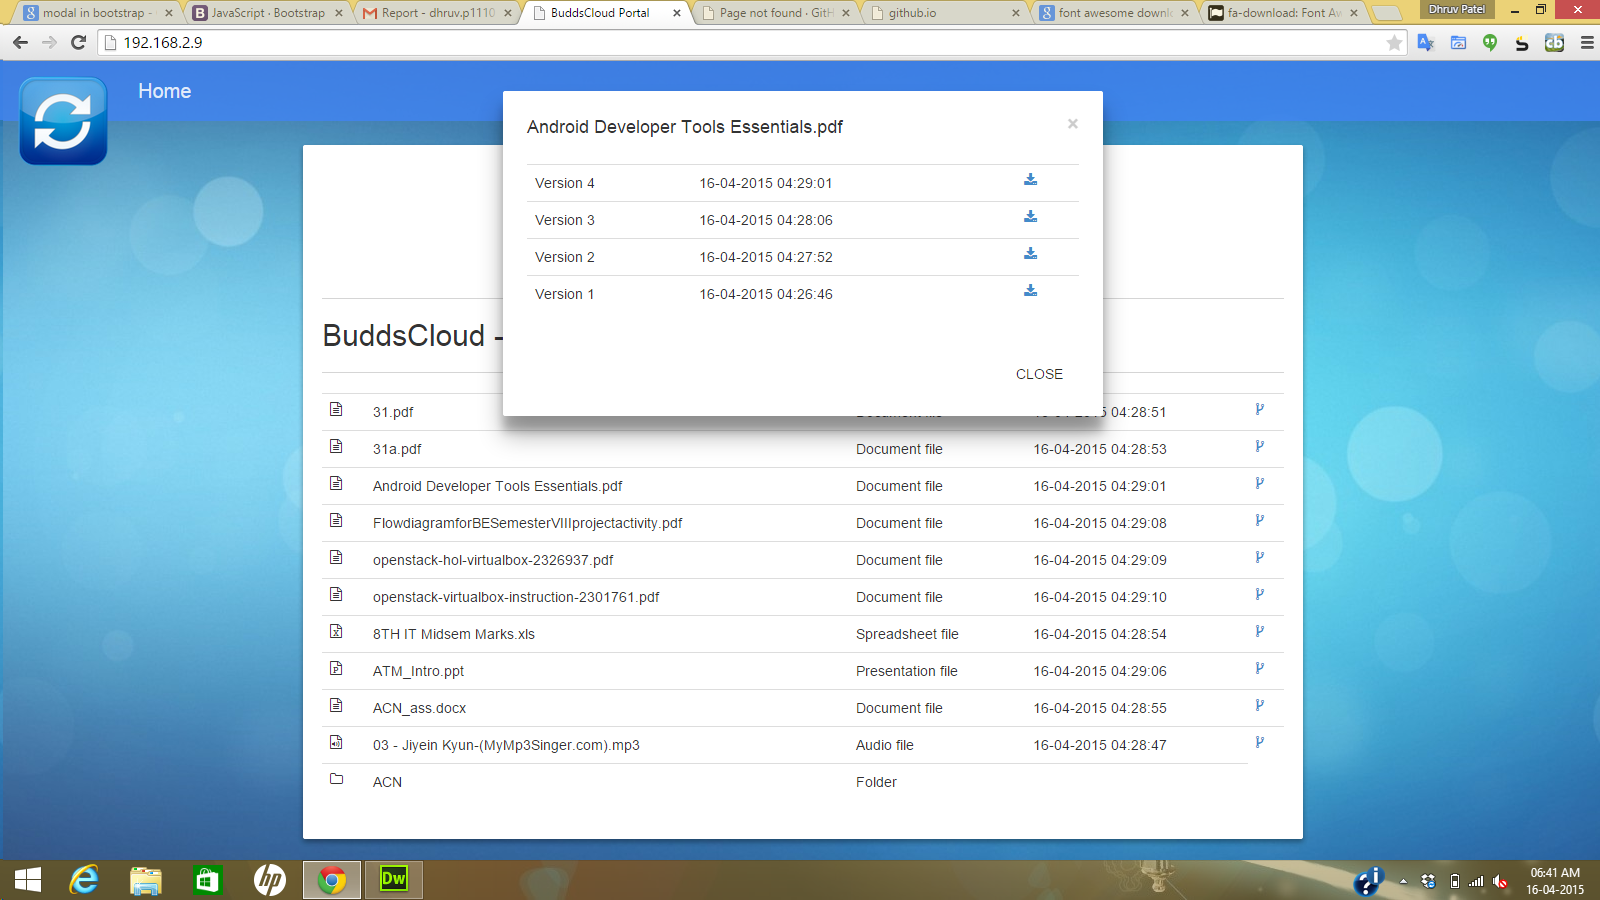 modal in bootstrap -
JavaScript · Bootstrap
Report - dhruv.p1110
BuddsCloud Portal
Page not found · GitH
github.io
font awesome downl
fa-download: Font Aw
Dhruv Patel
192.168.2.9
Home
Android Developer Tools Essentials.pdf
×
Version 4 16-04-2015 04:29:01
Version 3 16-04-2015 04:28:06
Version 2 16-04-2015 04:27:52
Version 1 16-04-2015 04:26:46
CLOSE
BuddsCloud -
31.pdf Document file 16-04-2015 04:28:51
31a.pdf Document file 16-04-2015 04:28:53
Android Developer Tools Essentials.pdf Document file 16-04-2015 04:29:01
FlowdiagramforBESemesterVIIIprojectactivity.pdf Document file 16-04-2015 04:29:08
openstack-hol-virtualbox-2326937.pdf Document file 16-04-2015 04:29:09
openstack-virtualbox-instruction-2301761.pdf Document file 16-04-2015 04:29:10
8TH IT Midsem Marks.xls Spreadsheet file 16-04-2015 04:28:54
ATM_Intro.ppt Presentation file 16-04-2015 04:29:06
ACN_ass.docx Document file 16-04-2015 04:28:55
03 - Jiyein Kyun-(MyMp3Singer.com).mp3 Audio file 16-04-2015 04:28:47
ACN Folder
hp
Dw
06:41 AM
16-04-2015